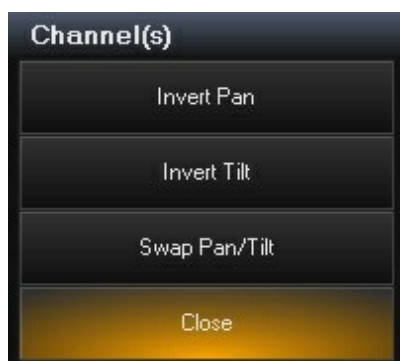 Channel(s)
Invert Pan
Invert Tilt
Swap Pan/Tilt
Close